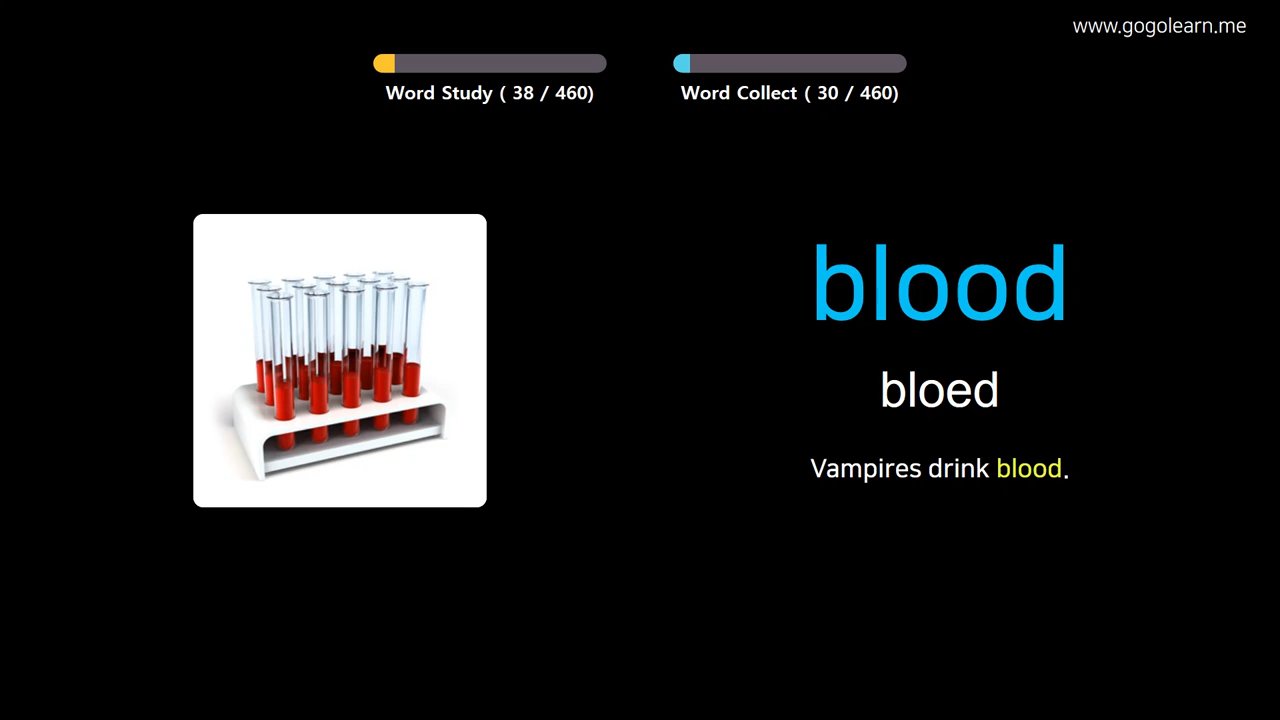 www.gogolearn.me
Word Study ( 38 / 460)
Word Collect ( 30 / 460)
blood
bloed
Vampires drink blood.